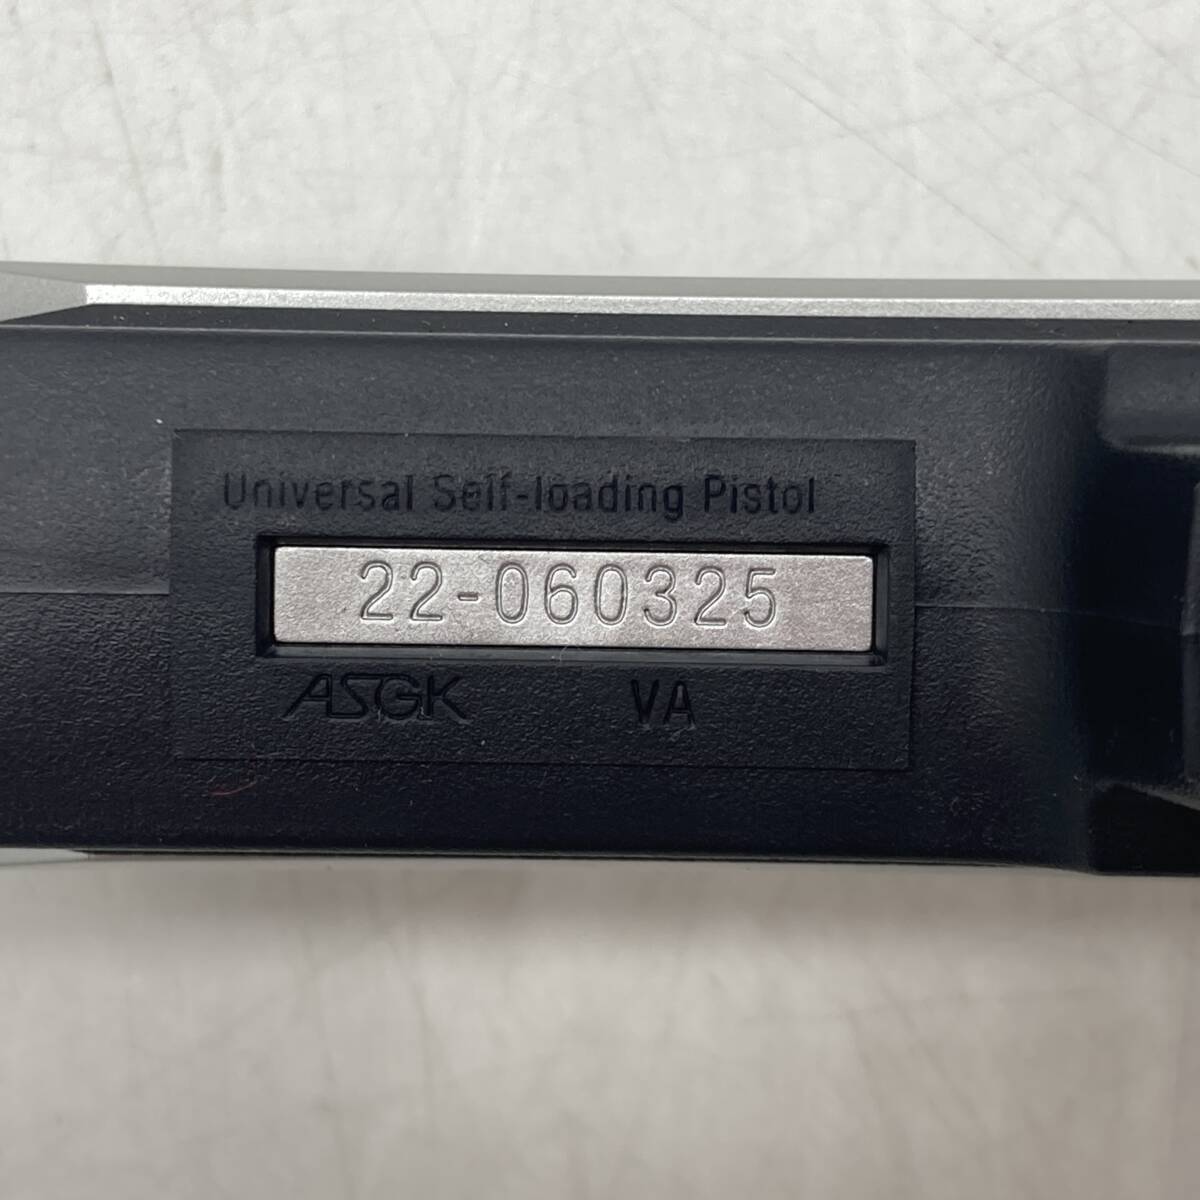 Universal Self-loading Pistol
22-060325
ASGK VA